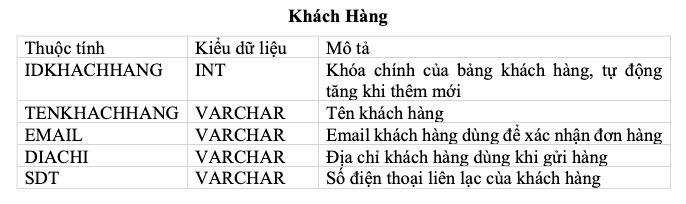 Khách Hàng
Thuộc tính Kiểu dữ liệu Mô tả
IDKHACHHANG INT Khóa chính của bảng khách hàng, tự động
tăng khi thêm mới
TENKHACHHANG VARCHAR Tên khách hàng
EMAIL VARCHAR Email khách hàng dùng để xác nhận đơn hàng
DIACHI VARCHAR Địa chỉ khách hàng dùng khi gửi hàng
SDT VARCHAR Số điện thoại liên lạc của khách hàng